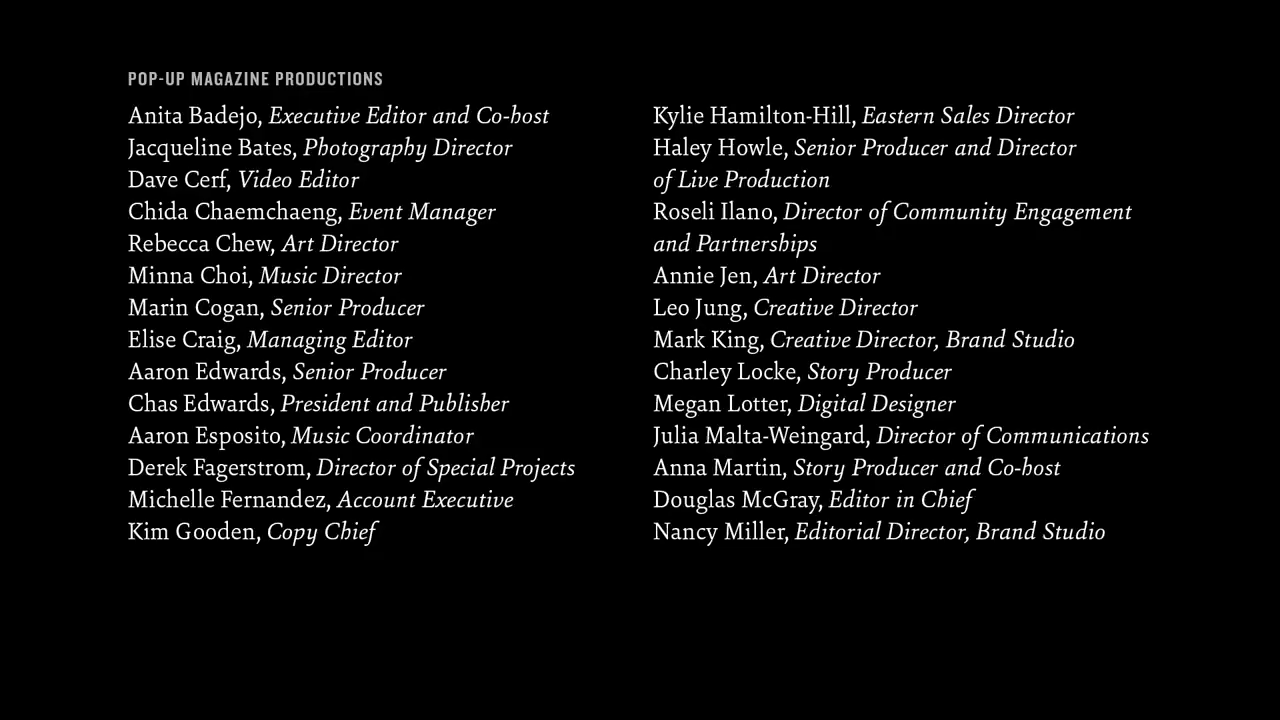 POP-UP MAGAZINE PRODUCTIONS
Anita Badejo, Executive Editor and Co-host
Jacqueline Bates, Photography Director
Dave Cerf, Video Editor
Chida Chaemchaeng, Event Manager
Rebecca Chew, Art Director
Minna Choi, Music Director
Marin Cogan, Senior Producer
Elise Craig, Managing Editor
Aaron Edwards, Senior Producer
Chas Edwards, President and Publisher
Aaron Esposito, Music Coordinator
Derek Fagerstrom, Director of Special Projects
Michelle Fernandez, Account Executive
Kim Gooden, Copy Chief
Kylie Hamilton-Hill, Eastern Sales Director
Haley Howle, Senior Producer and Director
of Live Production
Roseli Ilano, Director of Community Engagement
and Partnerships
Annie Jen, Art Director
Leo Jung, Creative Director
Mark King, Creative Director, Brand Studio
Charley Locke, Story Producer
Megan Lotter, Digital Designer
Julia Malta-Weingard, Director of Communications
Anna Martin, Story Producer and Co-host
Douglas McGray, Editor in Chief
Nancy Miller, Editorial Director, Brand Studio